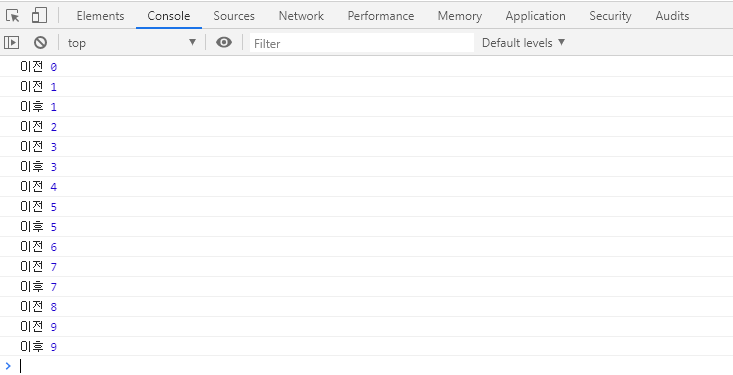 Elements Console Sources Network Performance Memory Application Security Audits
top Filter Default levels
이전 0
이전 1
이후 1
이전 2
이전 3
이후 3
이전 4
이전 5
이후 5
이전 6
이전 7
이후 7
이전 8
이전 9
이후 9